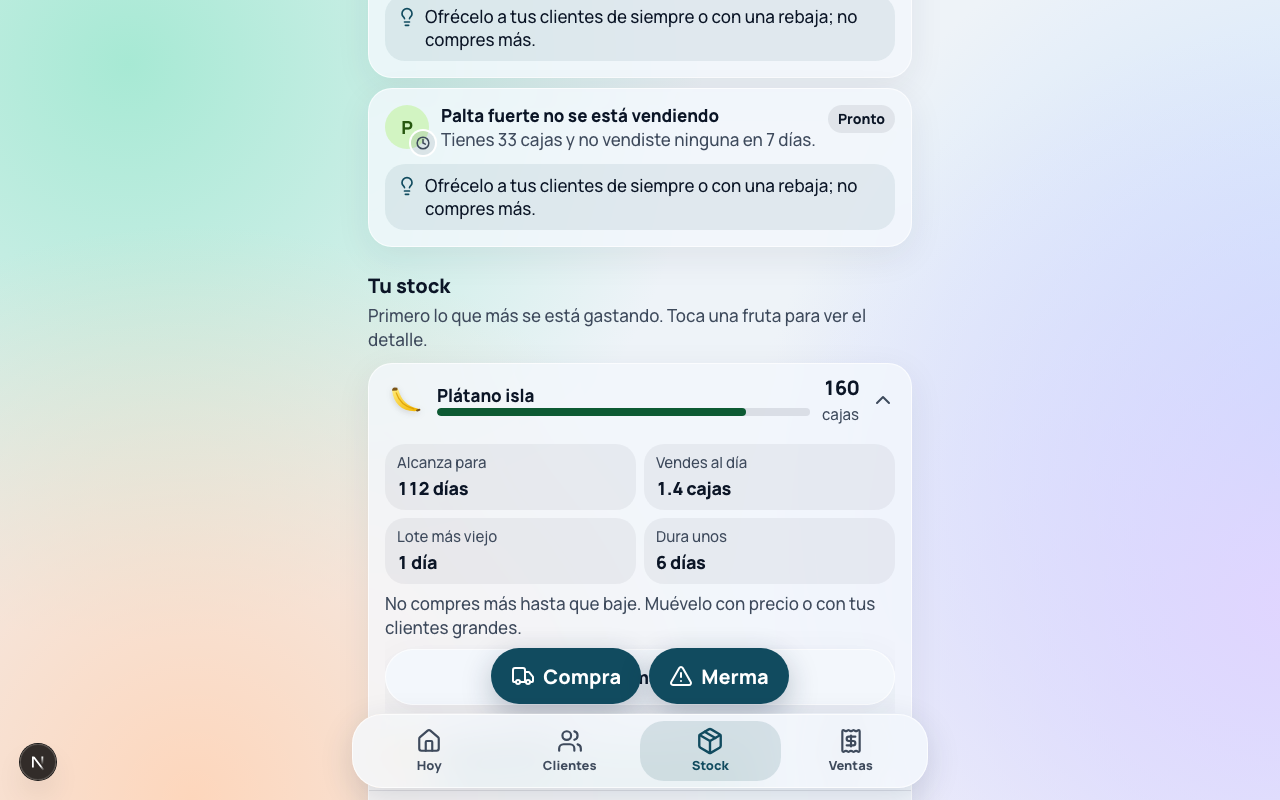 Ofrécelo a tus clientes de siempre o con una rebaja; no
compres más.
P
Palta fuerte no se está vendiendo
Pronto
Tienes 33 cajas y no vendiste ninguna en 7 días.
Ofrécelo a tus clientes de siempre o con una rebaja; no
compres más.
Tu stock
Primero lo que más se está gastando. Toca una fruta para ver el
detalle.
Plátano isla
160
cajas
Alcanza para
112 días
Vendes al día
1.4 cajas
Lote más viejo
1 día
Dura unos
6 días
No compres más hasta que baje. Muévelo con precio o con tus
clientes grandes.
Compra
Merma
Hoy
Clientes
Stock
Ventas
N